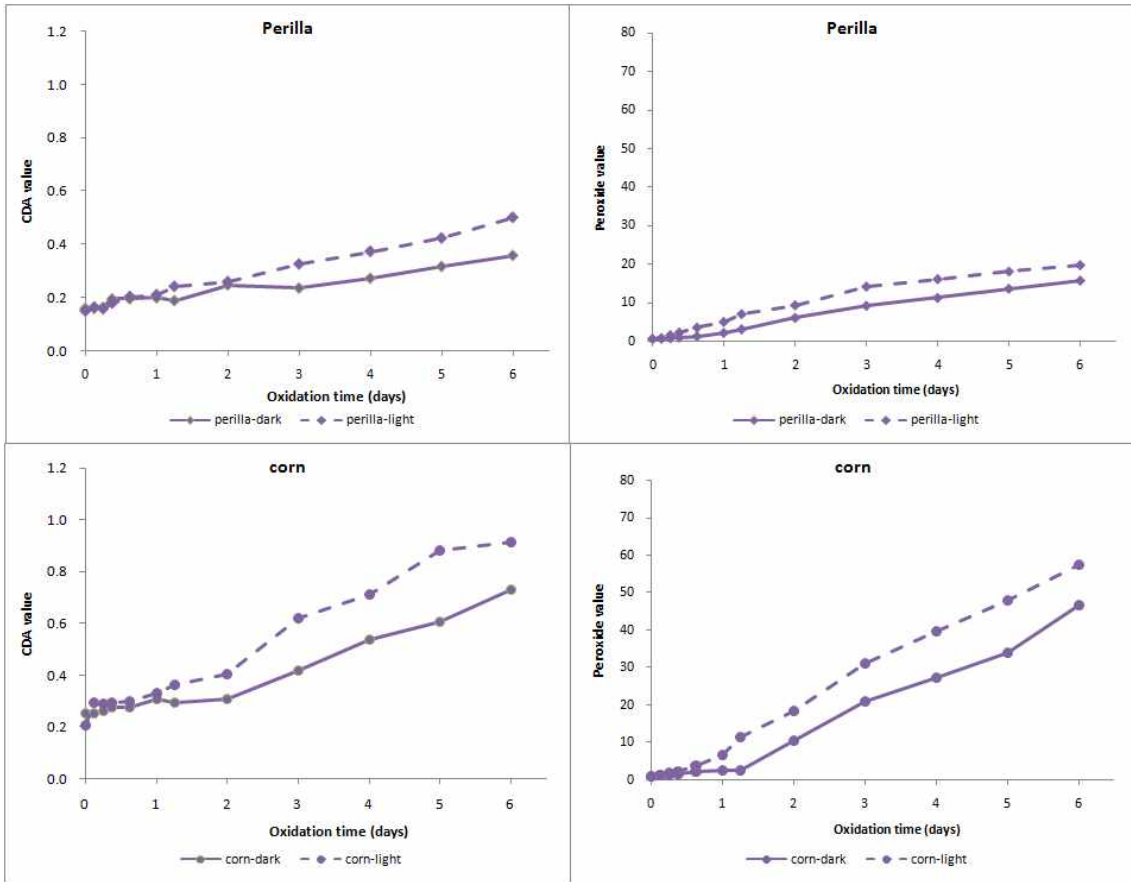 Perilla
CDA value
1.2
1.0
0.8
0.6
0.4
0.2
0.0
0 1 2 3 4 5 6
Oxidation time (days)
perilla-dark perilla-light
Perilla
Peroxide value
80
70
60
50
40
30
20
10
0
0 1 2 3 4 5 6
Oxidation time (days)
perilla-dark perilla-light
corn
CDA value
1.2
1.0
0.8
0.6
0.4
0.2
0.0
0 1 2 3 4 5 6
Oxidation time (days)
corn-dark corn-light
corn
Peroxide value
80
70
60
50
40
30
20
10
0
0 1 2 3 4 5 6
Oxidation time (days)
corn-dark corn-light